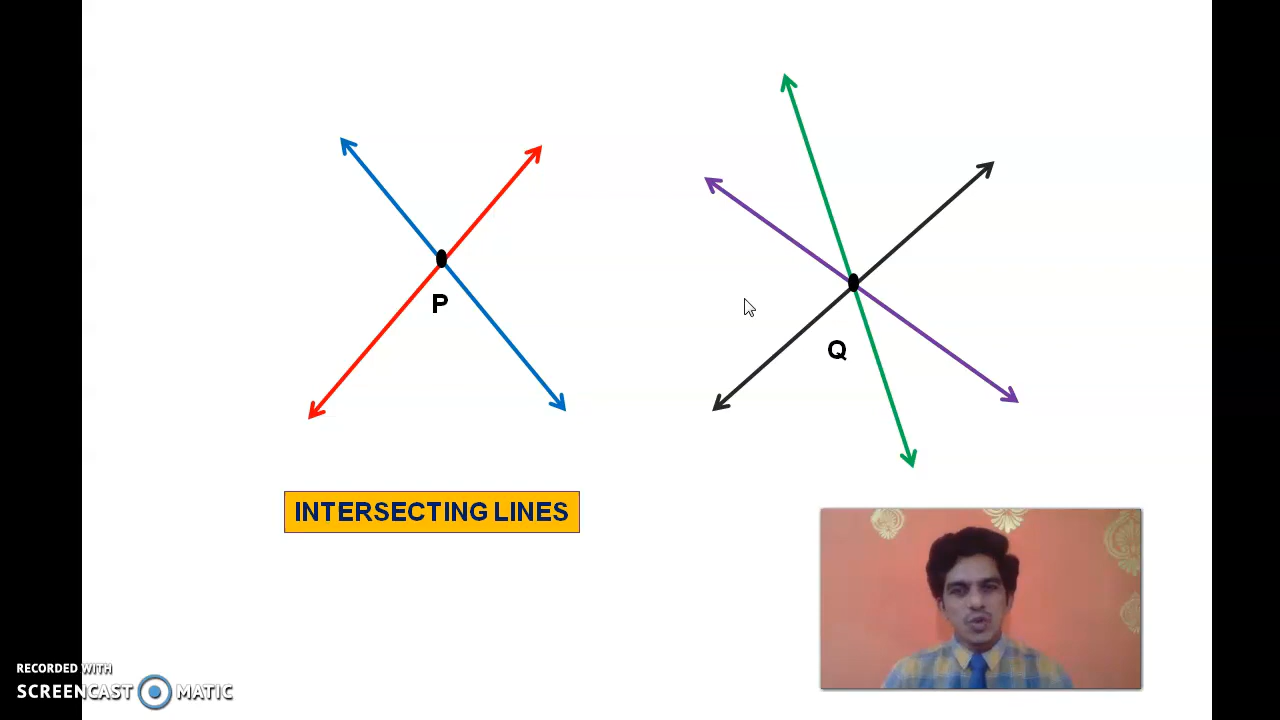 P
Q
INTERSECTING LINES
RECORDED WITH
SCREENCAST MATIC